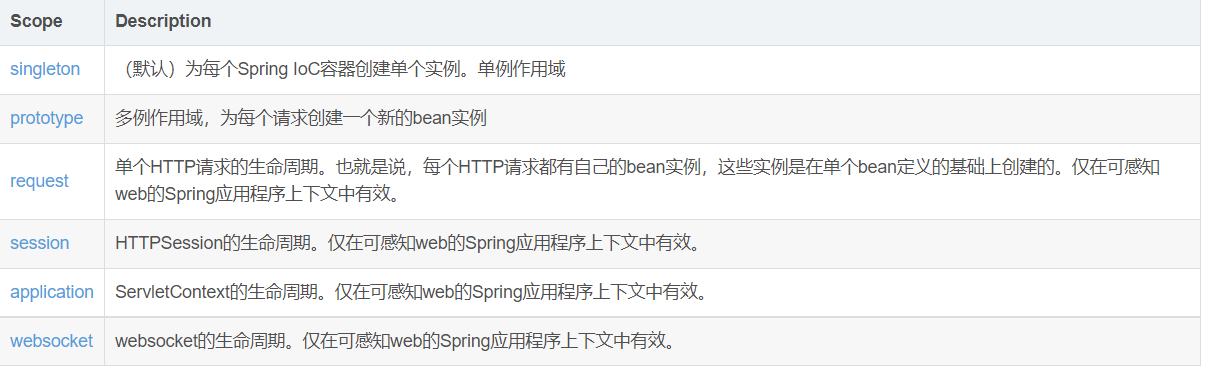 Scope Description
singleton （默认）为每个Spring IoC容器创建单个实例。单例作用域
prototype 多例作用域，为每个请求创建一个新的bean实例
request 单个HTTP请求的生命周期。也就是说，每个HTTP请求都有自己的bean实例，这些实例是在单个bean定义的基础上创建的。仅在可感知
web的Spring应用程序上下文中有效。
session HTTPSession的生命周期。仅在可感知web的Spring应用程序上下文中有效。
application ServletContext的生命周期。仅在可感知web的Spring应用程序上下文中有效。
websocket websocket的生命周期。仅在可感知web的Spring应用程序上下文中有效。